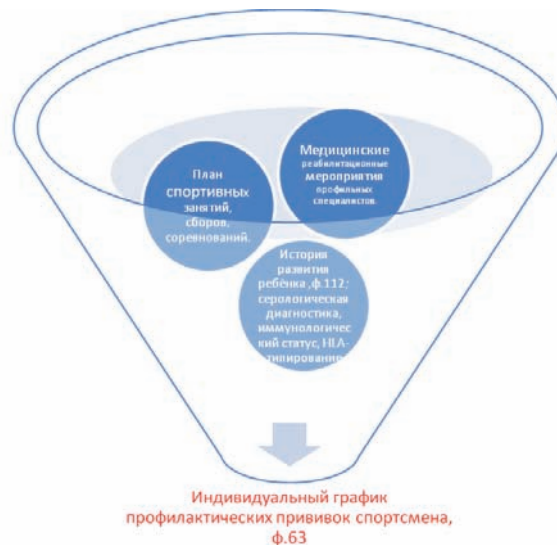 Медицинские
реабилитационные
мероприятия
профильных
специалистов.
План
спортивных
занятий,
сборов,
соревнований.
История
развития
ребёнка ,ф.112;
серологическая
диагностика,
иммунологичес
кий статус, HLA-
типирование
Индивидуальный график
профилактических прививок спортсмена,
ф.63